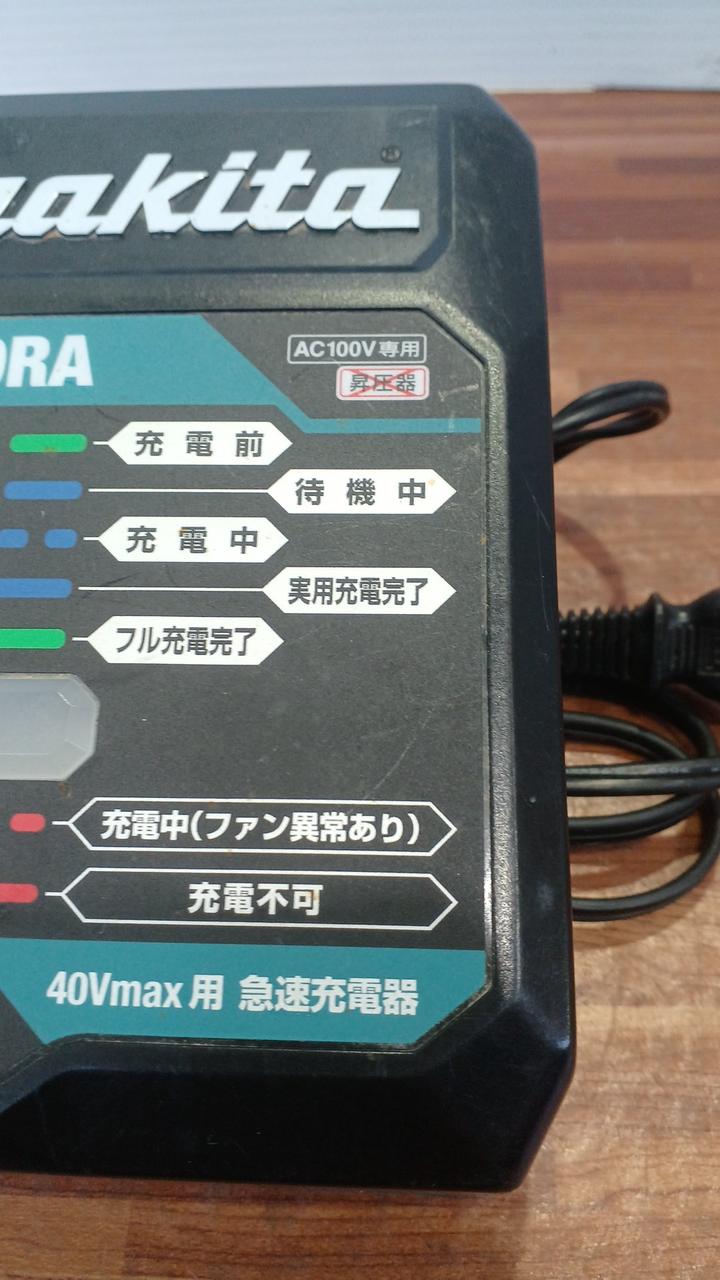 makita®
0RA
AC100V専用
昇圧器
充電前
待機中
充電中
実用充電完了
フル充電完了
充電中(ファン異常あり)
充電不可
40Vmax用 急速充電器